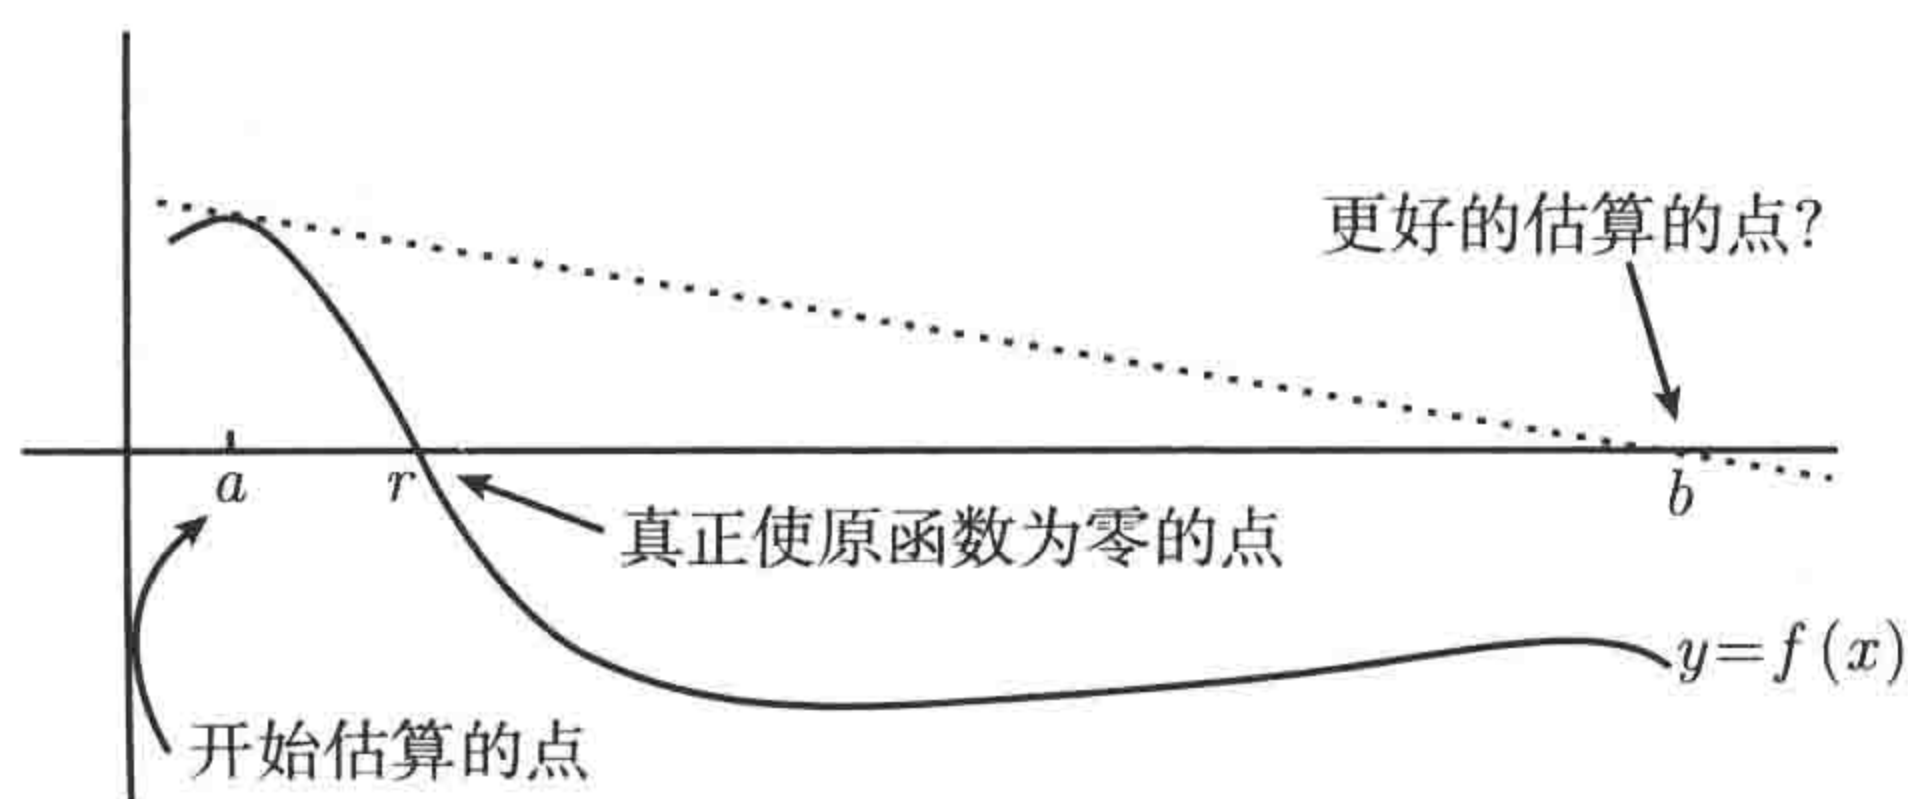 更好的估算的点?
a
r
b
真正使原函数为零的点
y=f(x)
开始估算的点